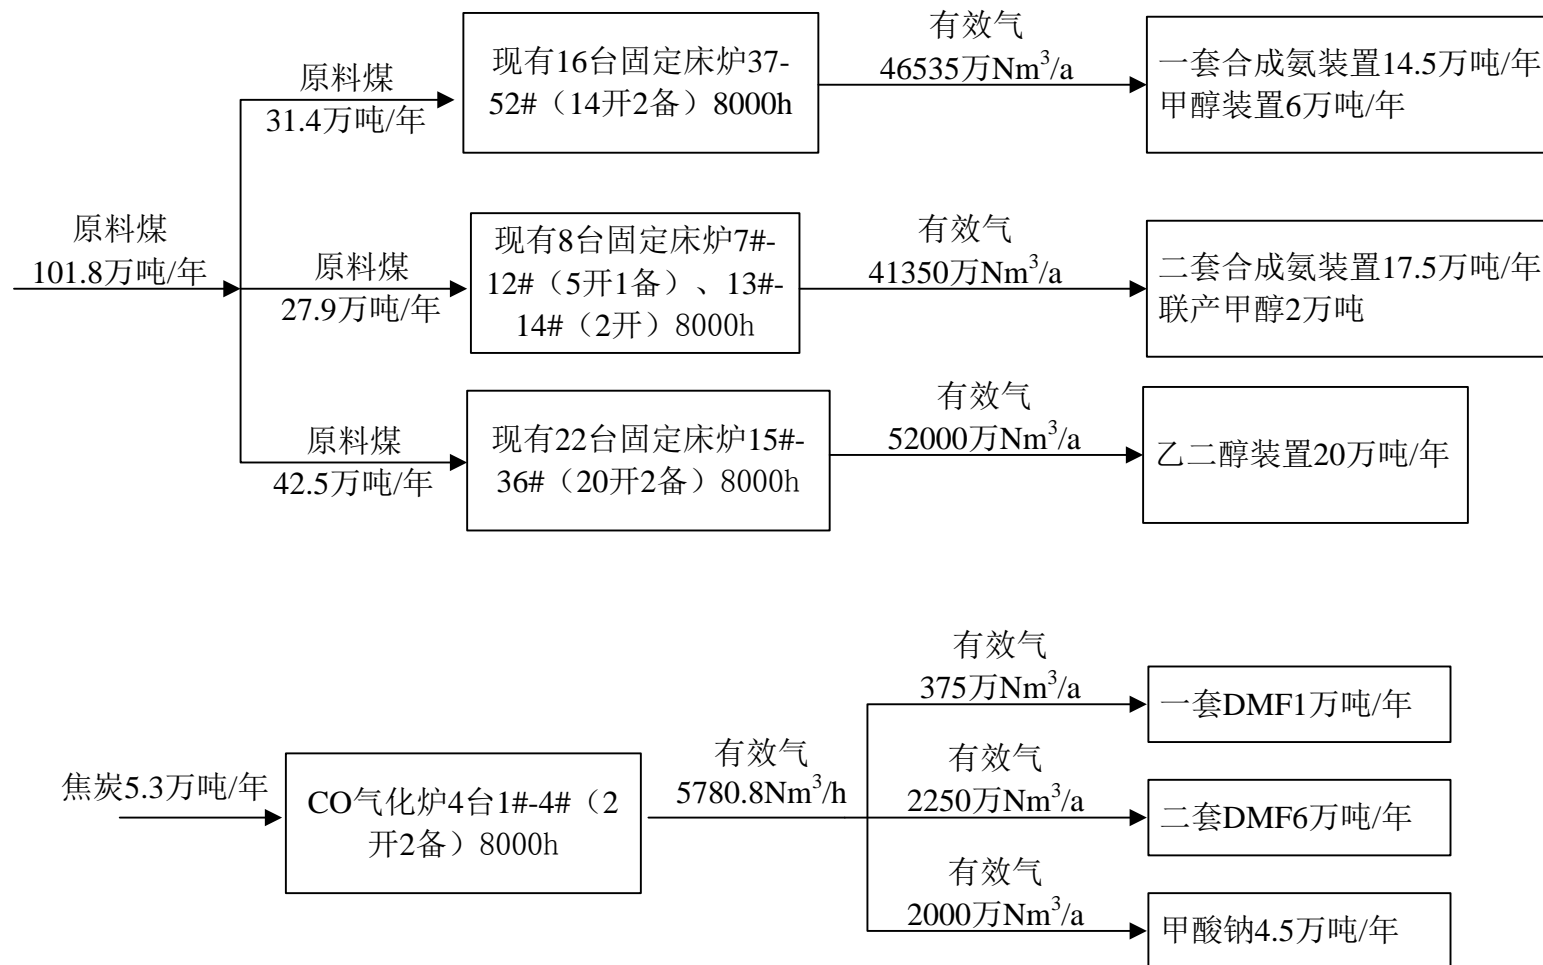 有效气
46535万Nm³/a
原料煤
31.4万吨/年
现有16台固定床炉37-
52#（14开2备）8000h
一套合成氨装置14.5万吨/年
甲醇装置6万吨/年
原料煤
101.8万吨/年
原料煤
27.9万吨/年
现有8台固定床炉7#-
12#（5开1备）、13#-
14#（2开）8000h
有效气
41350万Nm³/a
二套合成氨装置17.5万吨/年
联产甲醇2万吨
原料煤
42.5万吨/年
现有22台固定床炉15#-
36#（20开2备）8000h
有效气
52000万Nm³/a
乙二醇装置20万吨/年
焦炭5.3万吨/年
CO气化炉4台1#-4#（2
开2备）8000h
有效气
5780.8Nm³/h
有效气
375万Nm³/a
一套DMF1万吨/年
有效气
2250万Nm³/a
二套DMF6万吨/年
有效气
2000万Nm³/a
甲酸钠4.5万吨/年